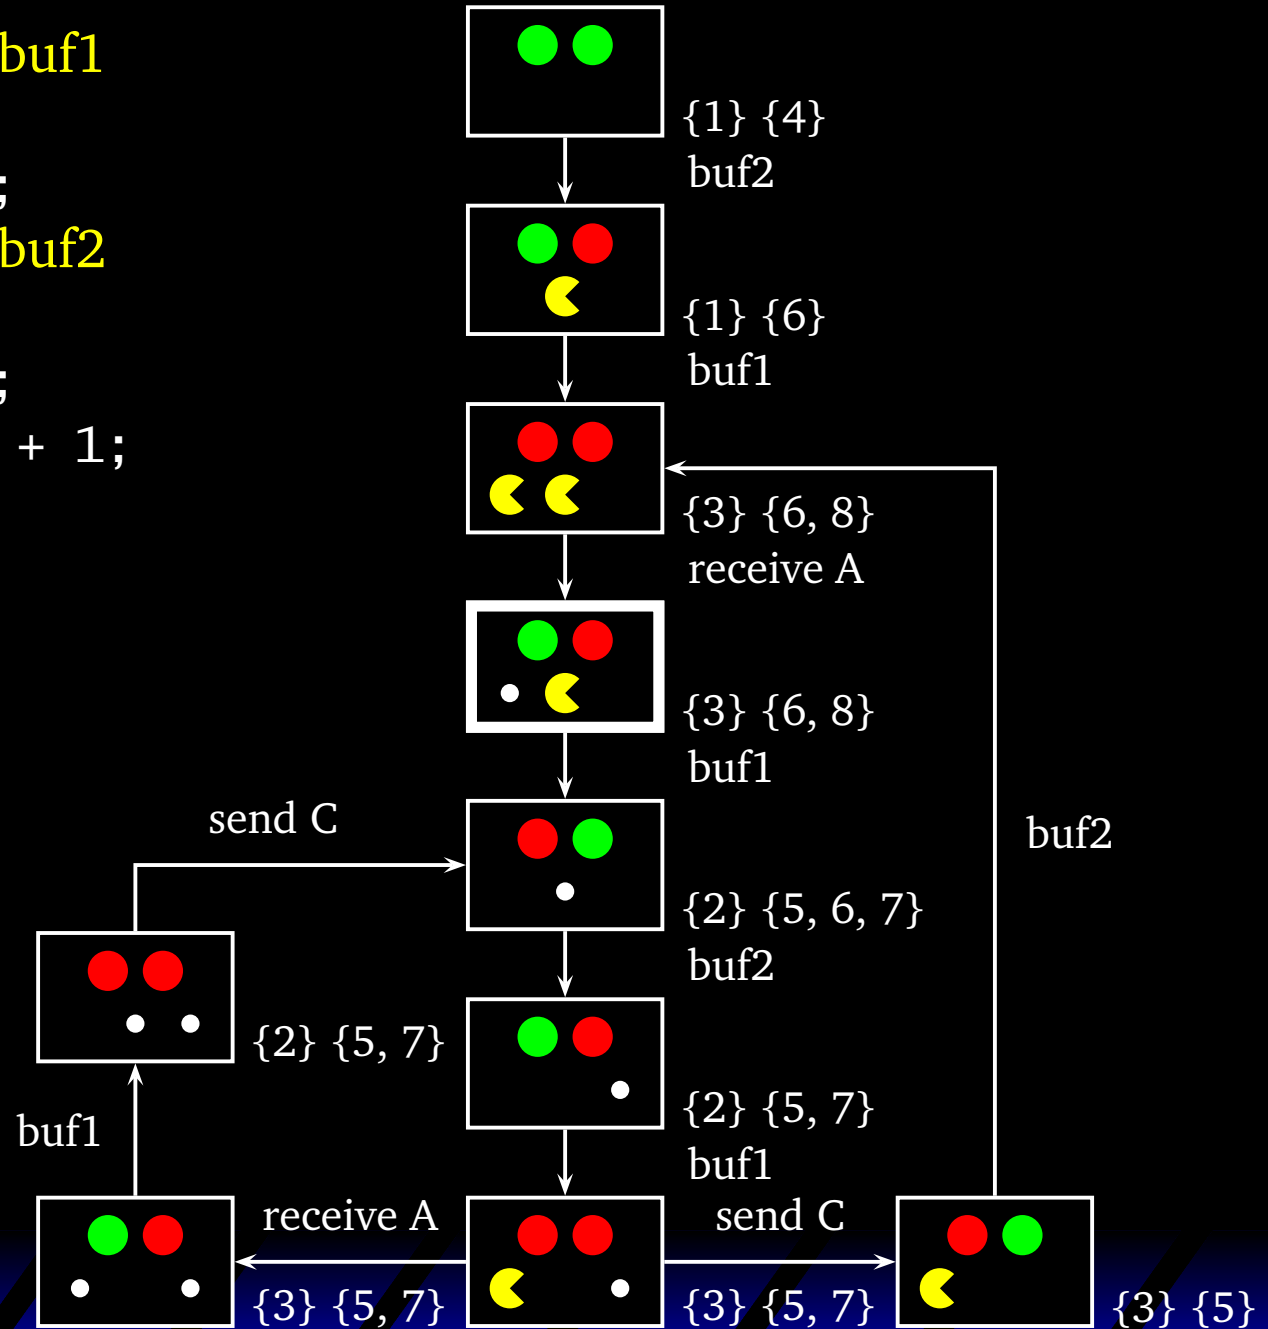 buf1
;
buf2
;
+ 1;
{1} {4}
buf2
{1} {6}
buf1
{3} {6, 8}
receive A
{3} {6, 8}
buf1
send C
buf2
{2} {5, 6, 7}
buf2
{2} {5, 7}
{2} {5, 7}
buf1
buf1
receive A
send C
{3} {5, 7}
{3} {5, 7}
{3} {5}